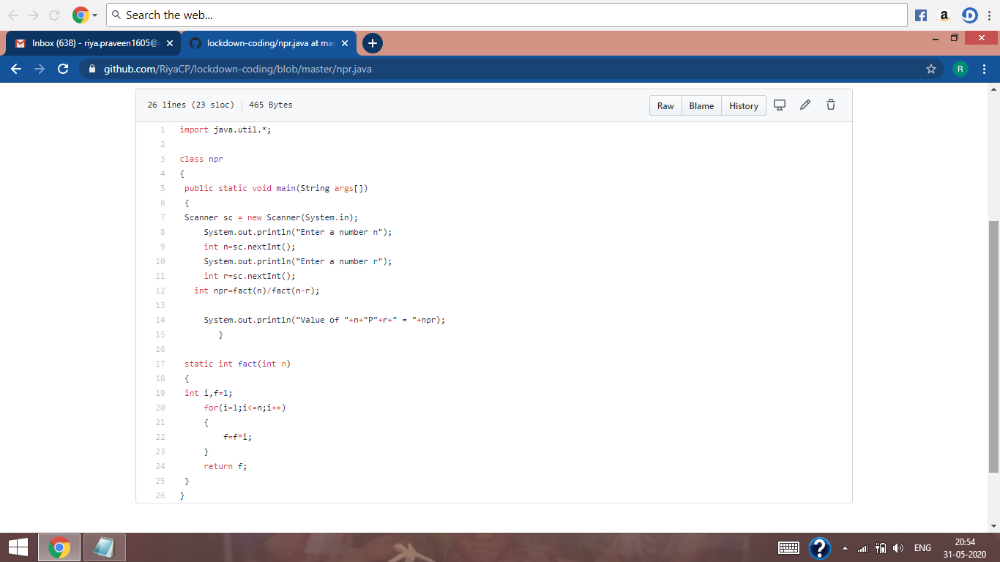 Search the web...
Inbox (638) - riya.praveen1605@
lockdown-coding/npr.java at mas
github.com/RiyaCP/lockdown-coding/blob/master/npr.java
R
26 lines (23 sloc) 465 Bytes
Raw Blame History
1 import java.util.*;
2
3 class npr
4 {
5 public static void main(String args[])
6 {
7 Scanner sc = new Scanner(System.in);
8 System.out.println("Enter a number n");
9 int n=sc.nextInt();
10 System.out.println("Enter a number r");
11 int r=sc.nextInt();
12 int npr=fact(n)/fact(n-r);
13
14 System.out.println("Value of "+n+"P"+r+" = "+npr);
15 }
16
17 static int fact(int n)
18 {
19 int i,f=1;
20 for(i=1;i<=n;i++)
21 {
22 f=f*i;
23 }
24 return f;
25 }
26 }
ENG
20:54
31-05-2020